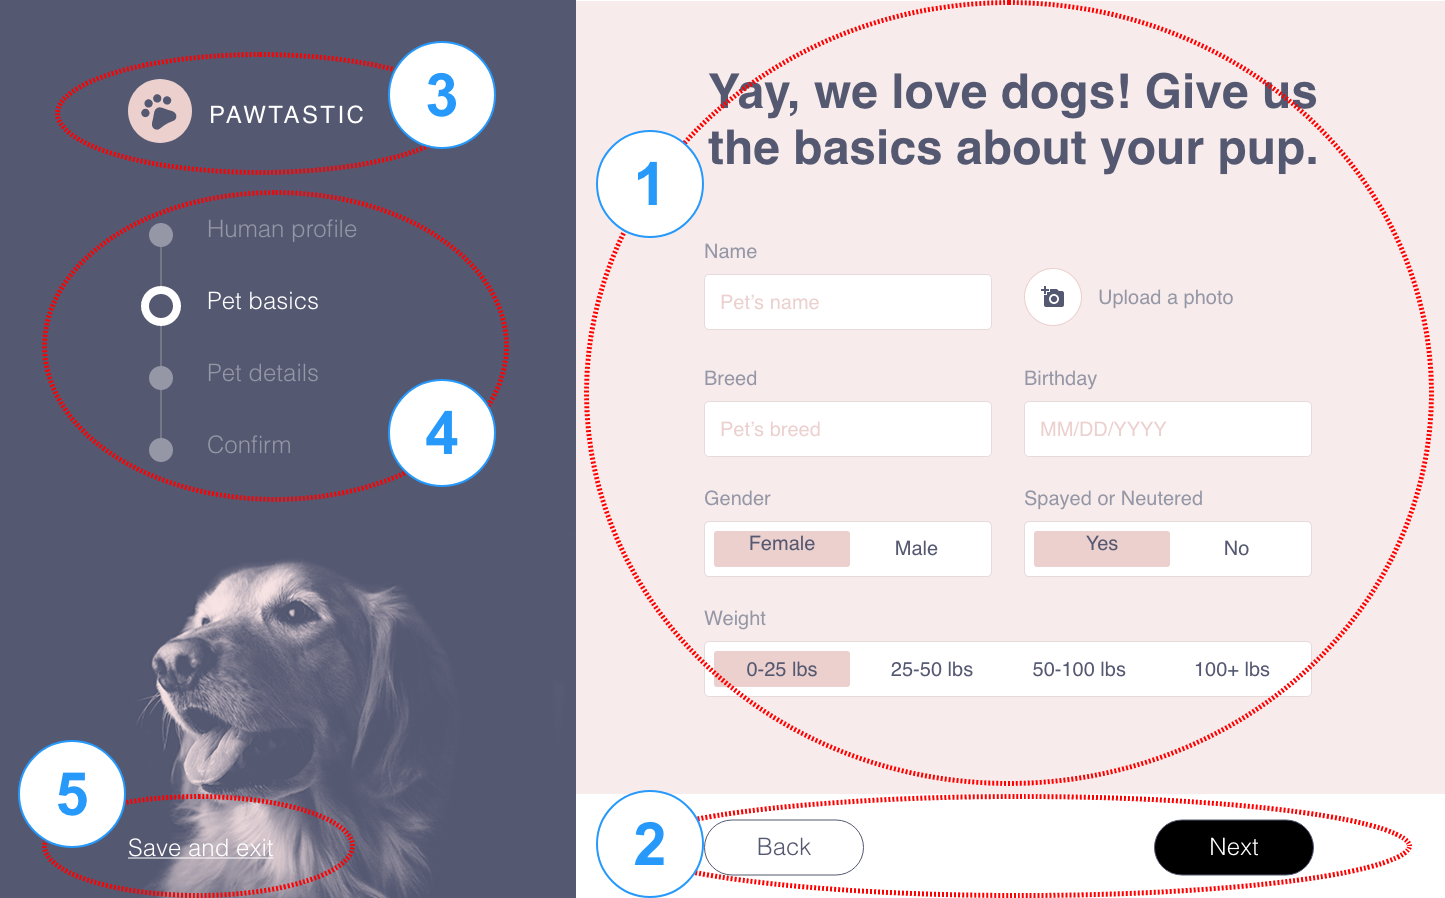 3
PAWTASTIC
Human profile
Pet basics
Pet details
Confirm
4
5
Save and exit
1
Yay, we love dogs! Give us
the basics about your pup.
Name
Pet's name
Upload a photo
Breed
Birthday
Pet's breed
MM/DD/YYYY
Gender
Spayed or Neutered
Female
Male
Yes
No
Weight
0-25 lbs
25-50 lbs
50-100 lbs
100+ lbs
2
Back
Next